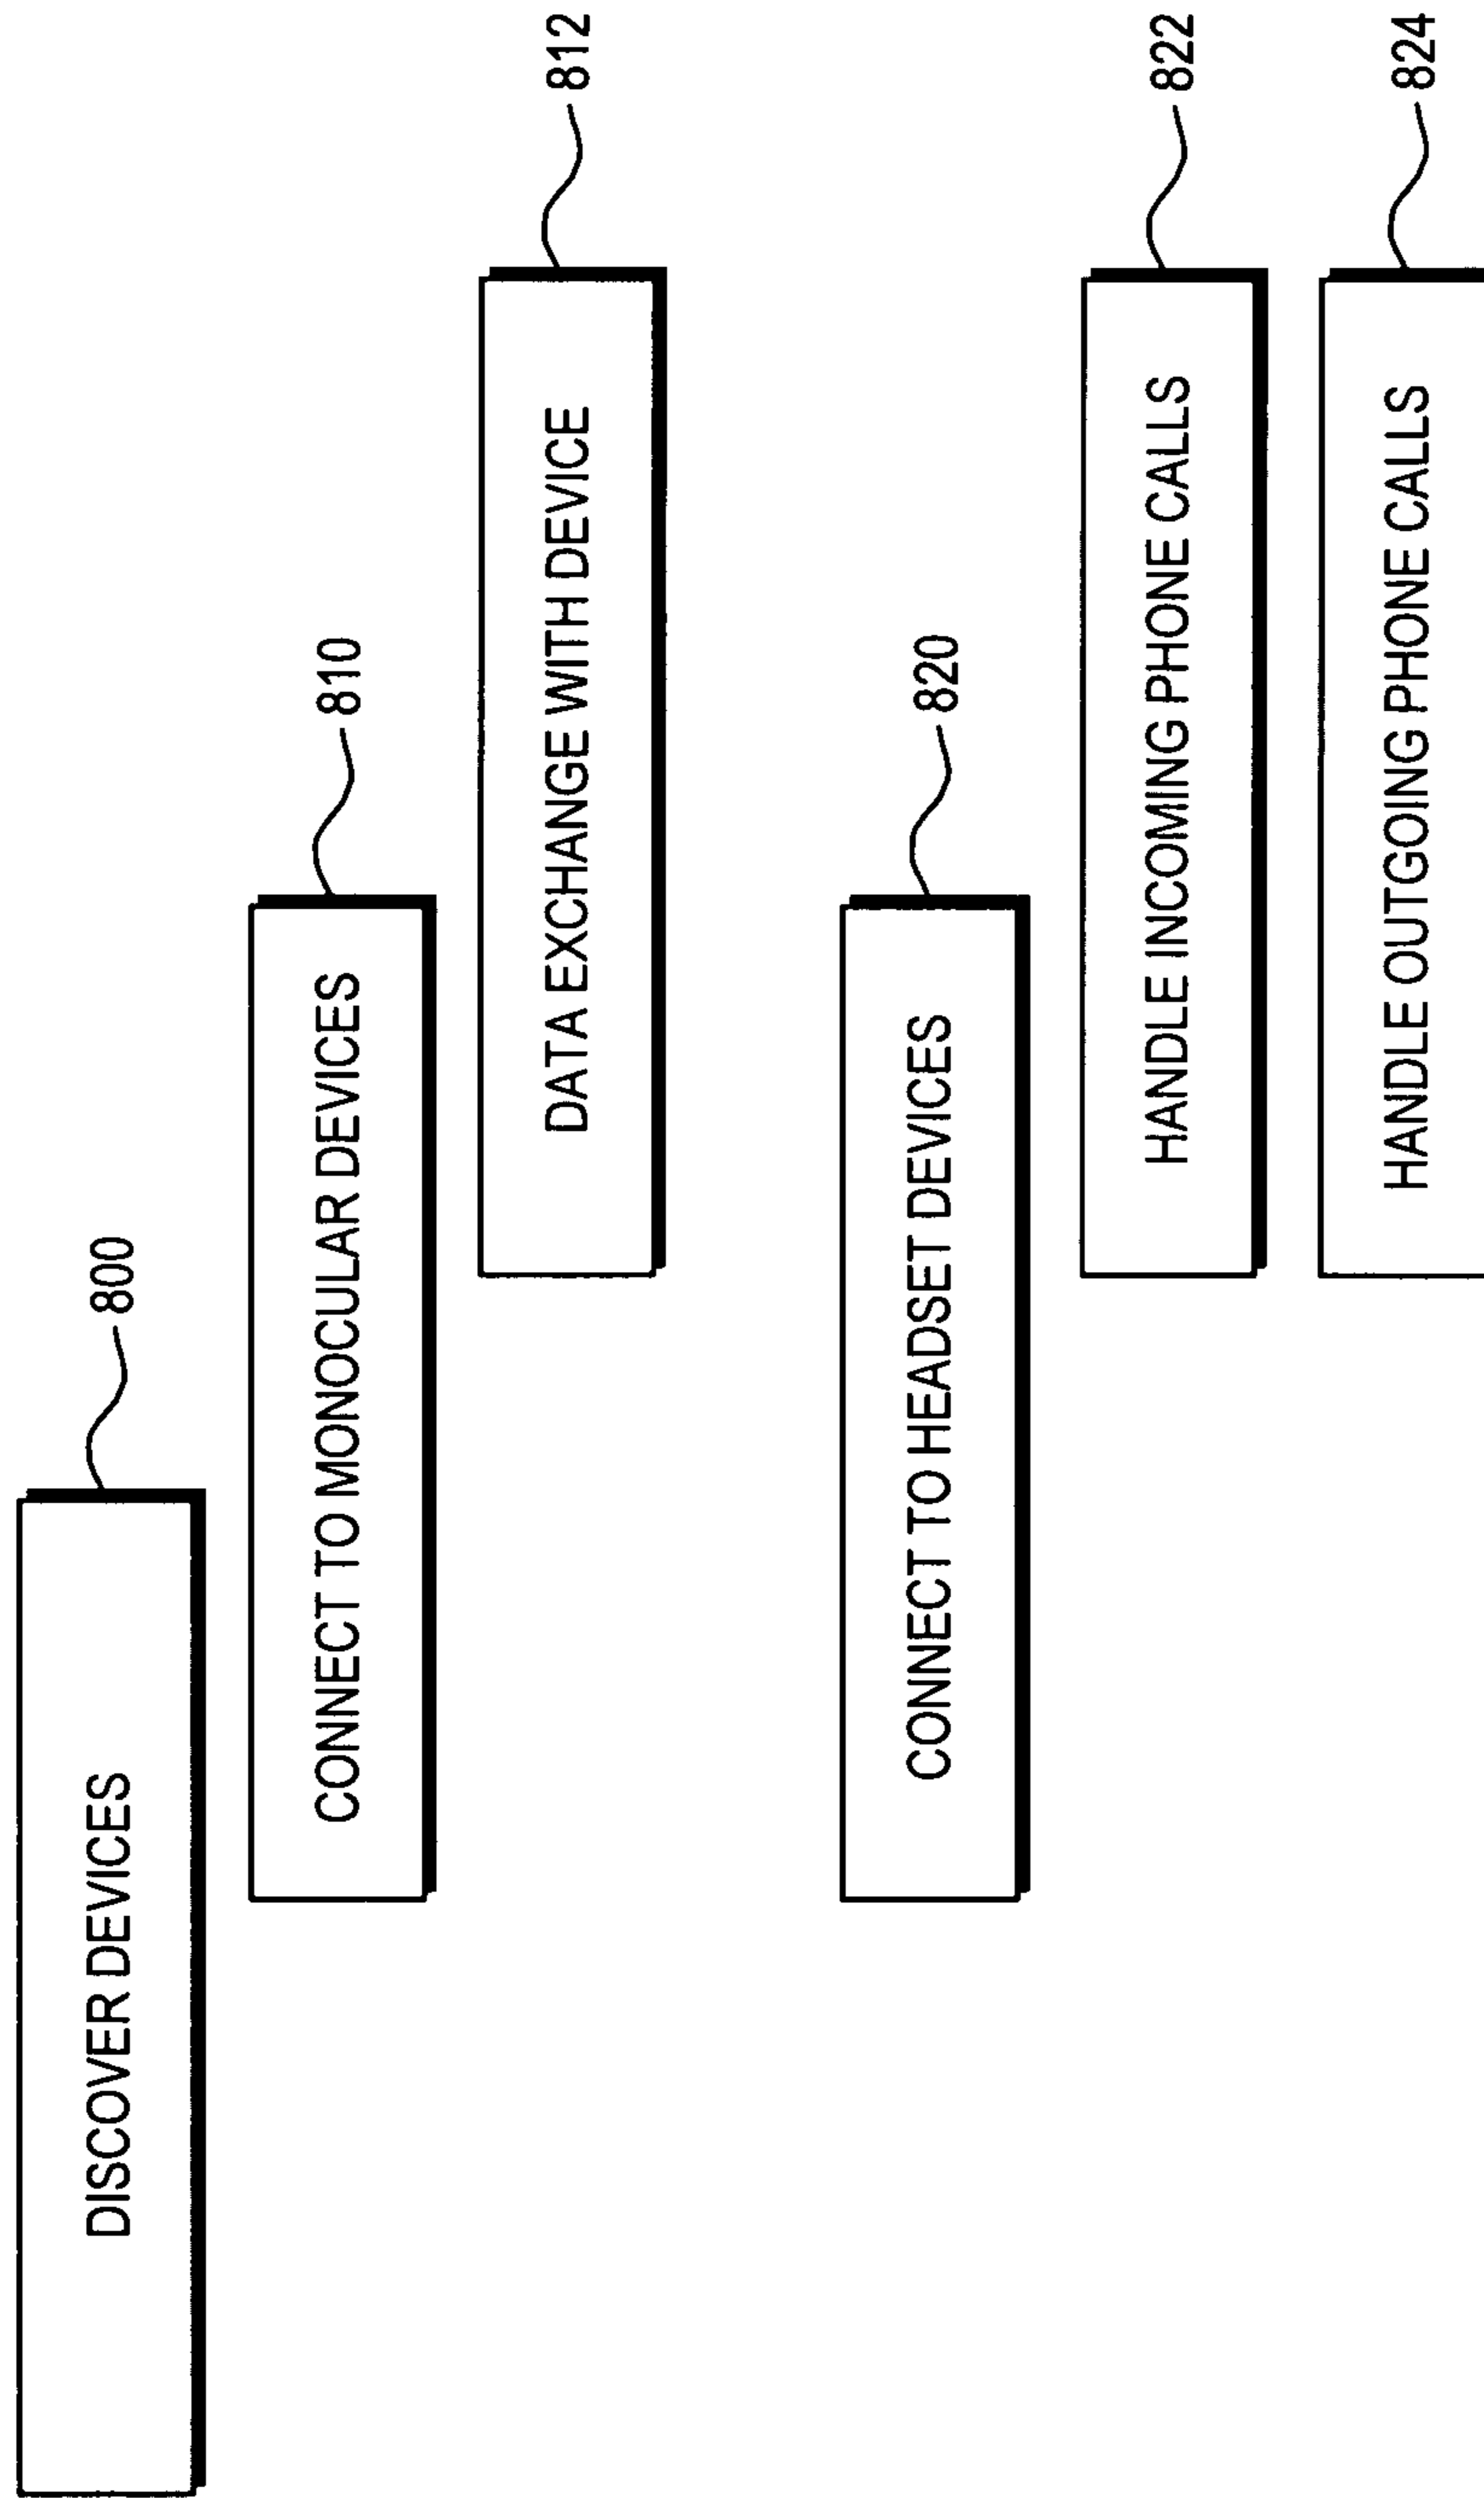 DISCOVER DEVICES
800
CONNECT TO MONOCULAR DEVICES
810
DATA EXCHANGE WITH DEVICE
812
CONNECT TO HEADSET DEVICES
820
HANDLE INCOMING PHONE CALLS
822
HANDLE OUTGOING PHONE CALLS
824